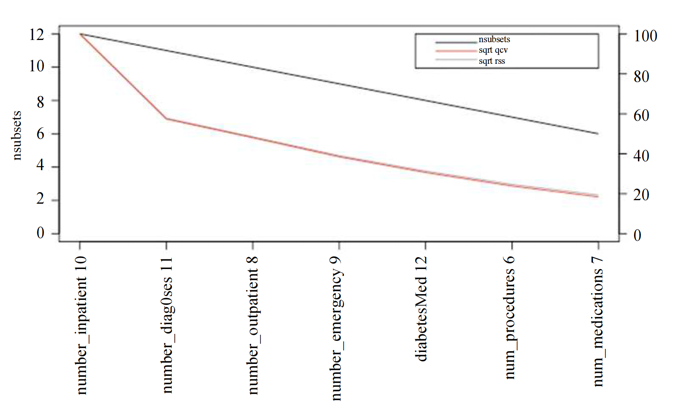 nsubsets
sqrt qcv
sqrt rss
nsubsets
12
10
8
6
4
2
0
100
80
60
40
20
0
number_inpatient 10
number_diag0ses 11
number_outpatient 8
number_emergency 9
diabetesMed 12
num_procedures 6
num_medications 7